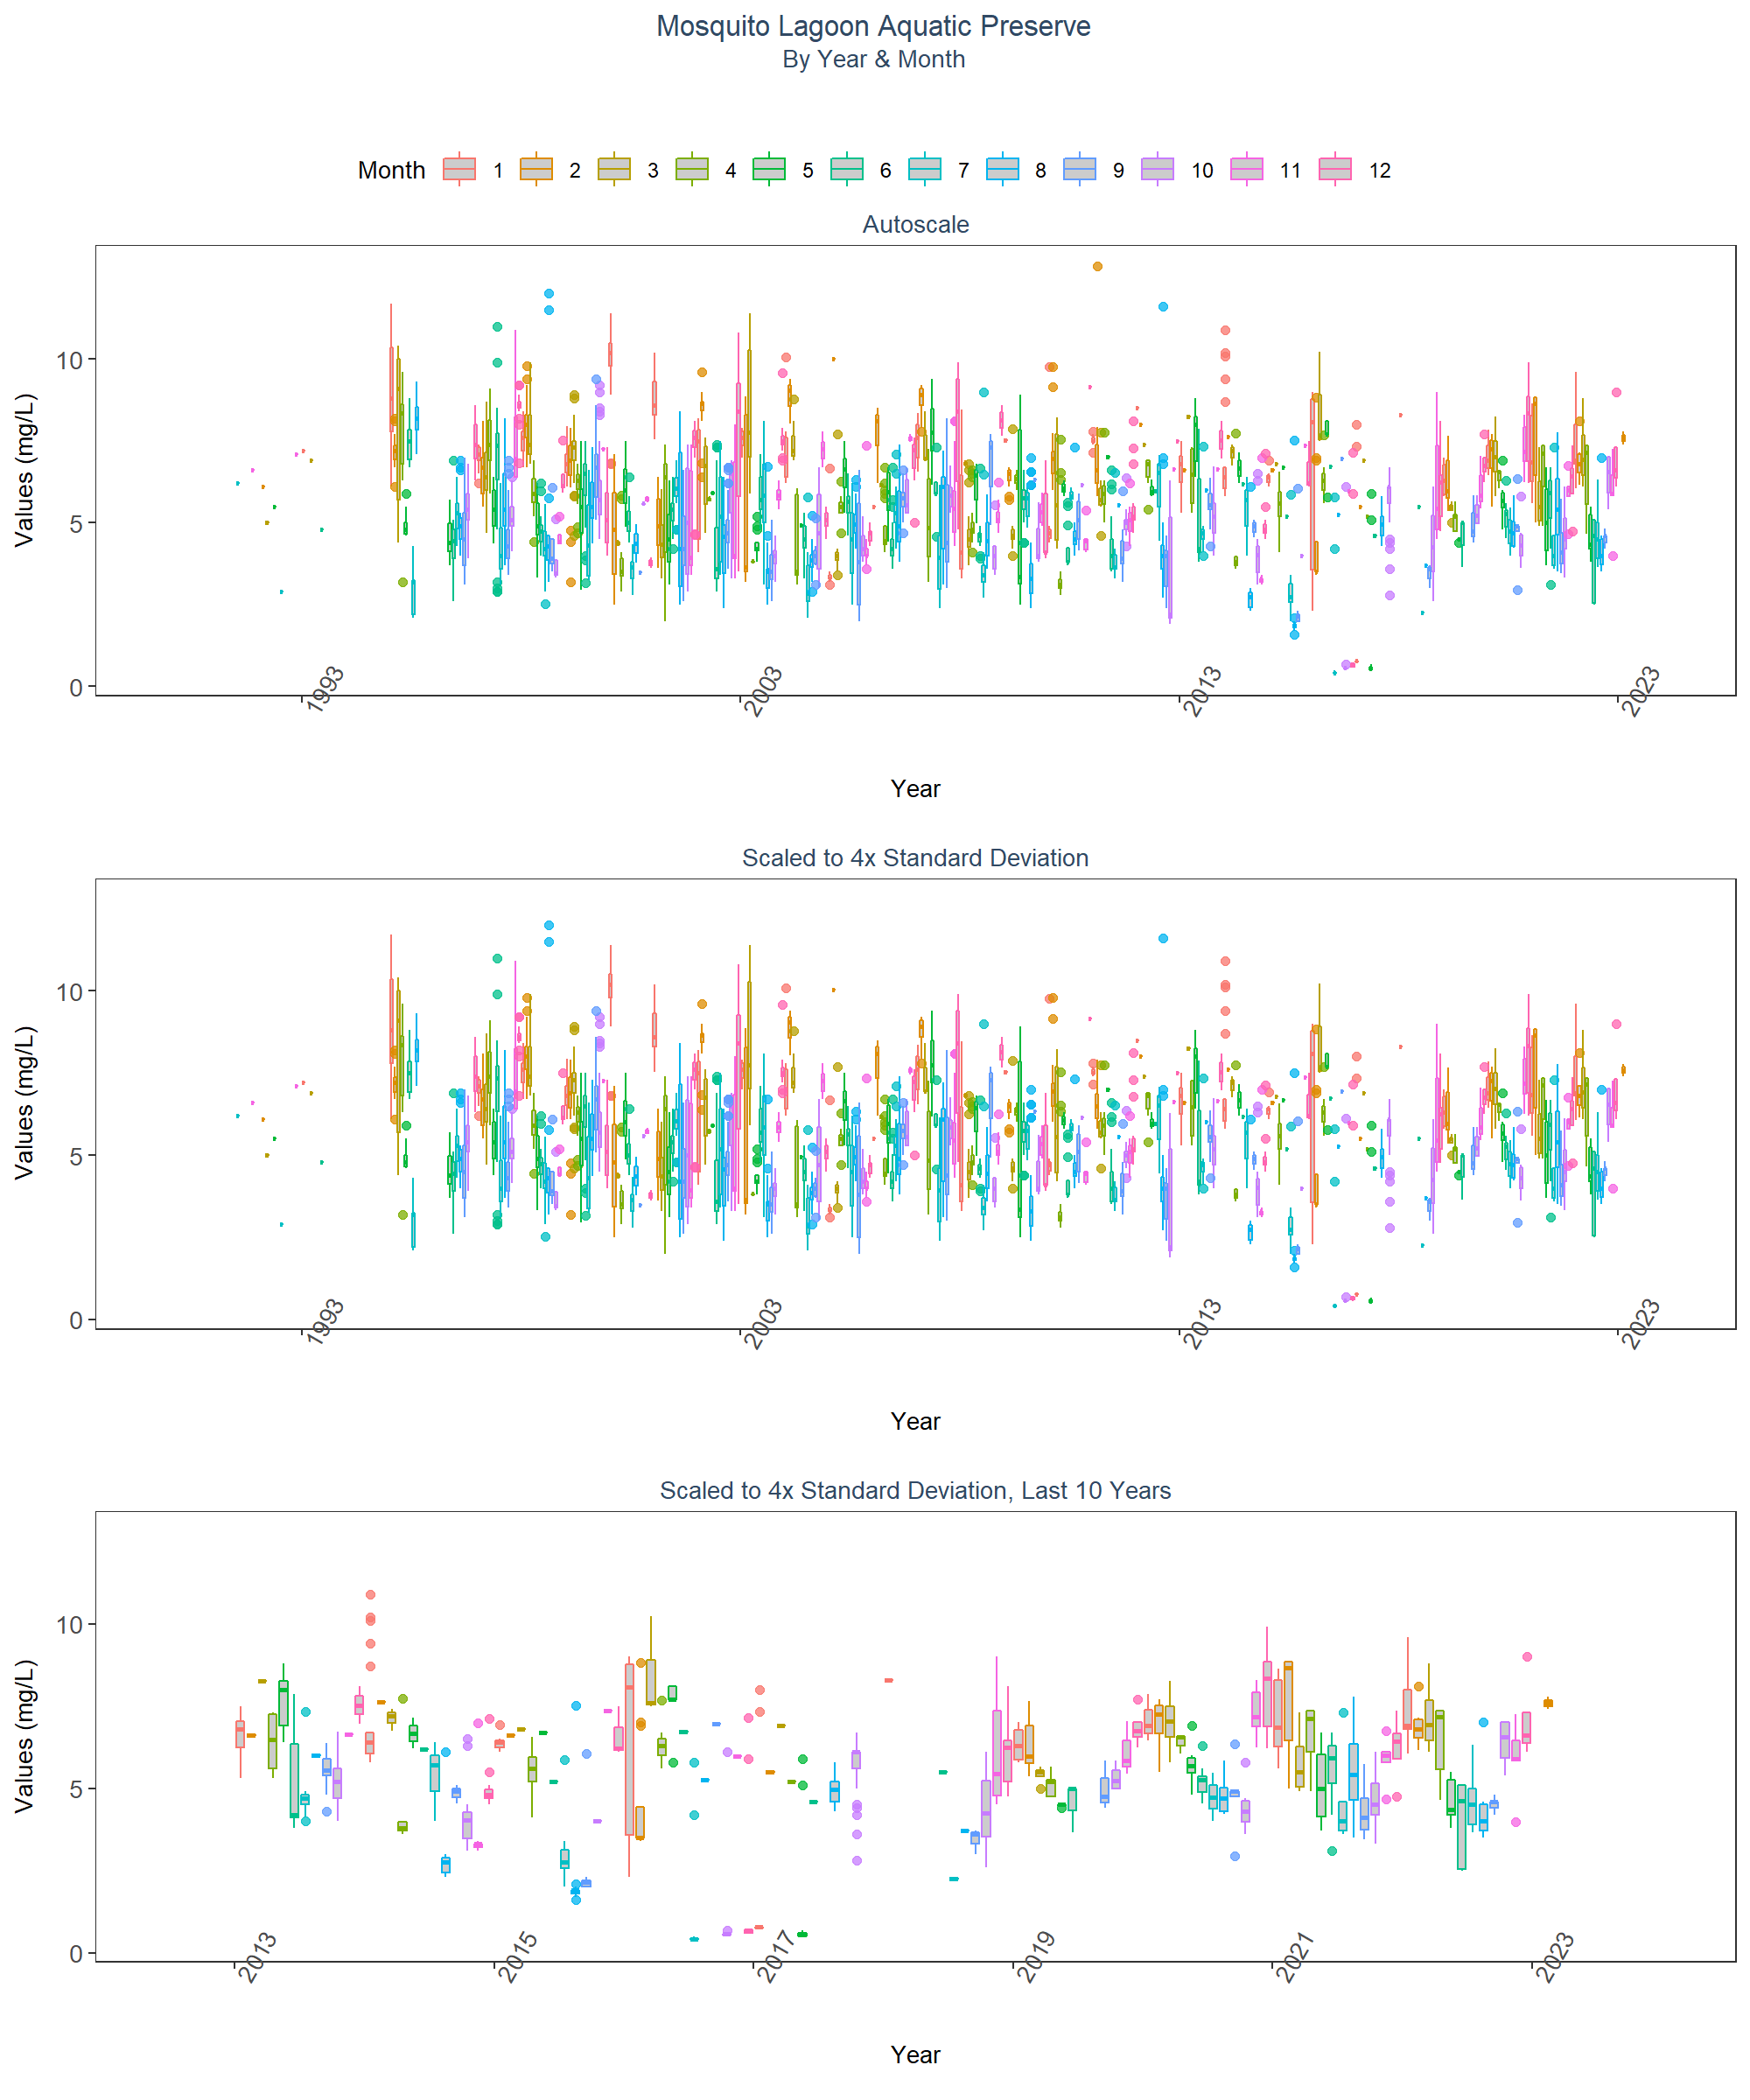 Mosquito Lagoon Aquatic Preserve
By Year & Month
Month 1 2 3 4 5 6 7 8 9 10 11 12
Autoscale
Values (mg/L)
10
5
0
1993 2003 2013 2023
Year
Scaled to 4x Standard Deviation
Values (mg/L)
10
5
0
1993 2003 2013 2023
Year
Scaled to 4x Standard Deviation, Last 10 Years
Values (mg/L)
10
5
0
2013 2015 2017 2019 2021 2023
Year